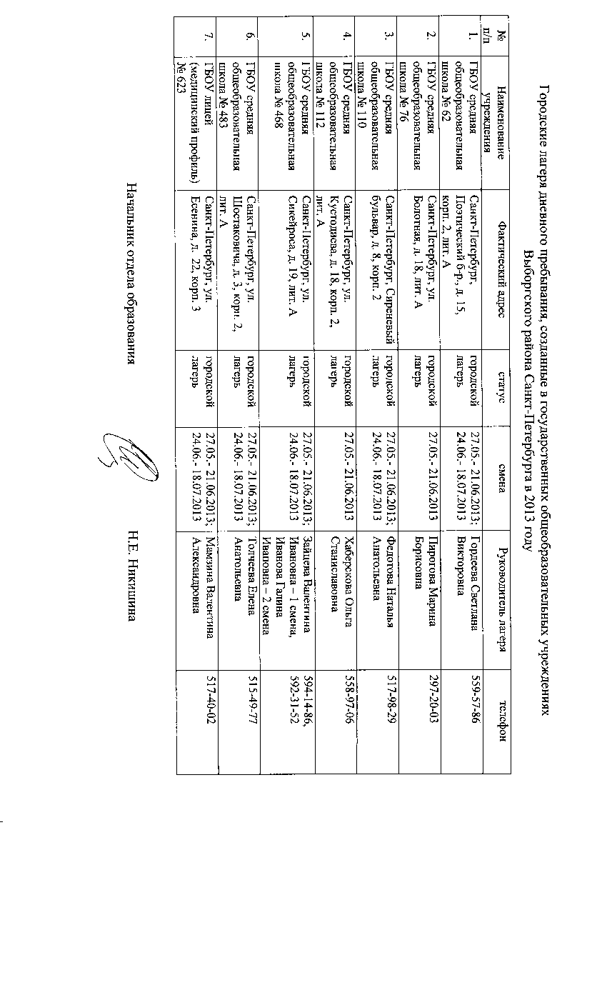 Городские лагеря дневного пребывания, созданные в государственных общеобразовательных учреждениях
Выборгского района Санкт-Петербурга в 2013 году
№ п/п
Наименование учреждения
Фактический адрес
статус
смена
Руководитель лагеря
телефон
1.
ГБОУ средняя
общеобразовательная
школа № 62
Санкт-Петербург,
Поэтический б-р., д. 15,
корп. 2, лит. А
городской
лагерь
27.05.- 21.06.2013;
24.06.- 18.07.2013
Гордеева Светлана
Викторовна
559-57-86
2.
ГБОУ средняя
общеобразовательная
школа № 76
Санкт-Петербург, ул.
Болотная, д. 18, лит. А
городской
лагерь
27.05.- 21.06.2013
Пирогова Марина
Борисовна
297-20-03
3.
ГБОУ средняя
общеобразовательная
школа № 110
Санкт-Петербург, Сиреневый
бульвар, д. 8, корп. 2
городской
лагерь
27.05.- 21.06.2013;
24.06.- 18.07.2013
Федотова Наталья
Анатольевна
517-98-29
4.
ГБОУ средняя
общеобразовательная
школа № 112
Санкт-Петербург, ул.
Кустодиева, д. 18, корп. 2,
лит. А
городской
лагерь
27.05.- 21.06.2013
Хаберскова Ольга
Станиславовна
558-97-06
5.
ГБОУ средняя
общеобразовательная
школа № 468
Санкт-Петербург, ул.
Сикейроса, д. 19, лит. А
городской
лагерь
27.05.- 21.06.2013;
24.06.- 18.07.2013
Зайцева Валентина
Ивановна – 1 смена,
Иванова Галина
Ивановна – 2 смена
594-14-86,
592-31-52
6.
ГБОУ средняя
общеобразовательная
школа № 483
Санкт-Петербург, ул.
Шостаковича, д. 3, корп. 2,
лит. А
городской
лагерь
27.05.- 21.06.2013;
24.06.- 18.07.2013
Толчеева Елена
Анатольевна
515-49-77
7.
ГБОУ лицей
(медицинский профиль)
№ 623
Санкт-Петербург, ул.
Есенина, д. 22, корп. 3
городской
лагерь
27.05.- 21.06.2013;
24.06.- 18.07.2013
Мамзина Валентина
Александровна
517-40-02
Начальник отдела образования
Н.Е. Никишина